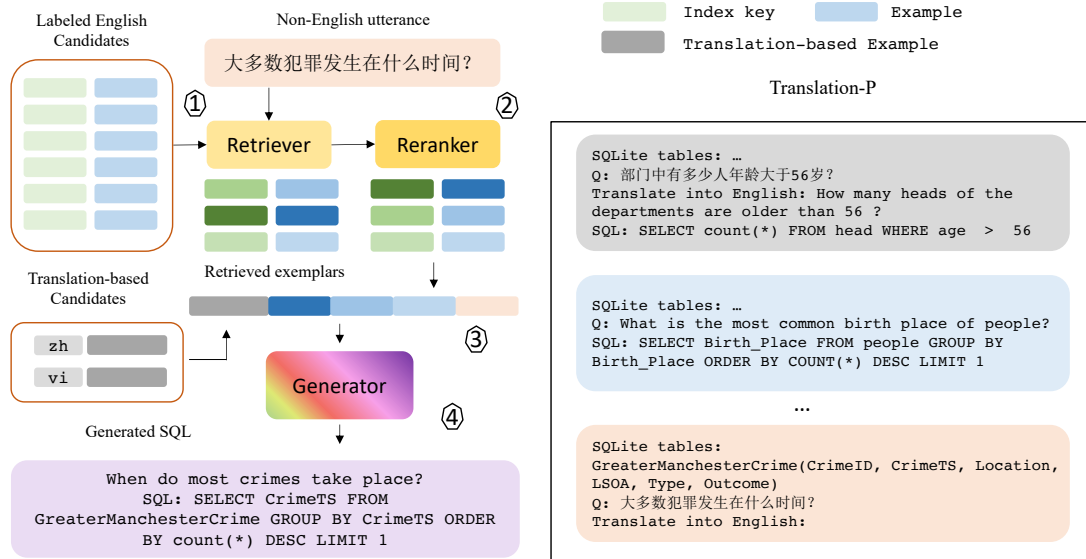 Labeled English
Candidates
Non-English utterance
大多数犯罪发生在什么时间?
①
②
Retriever
Reranker
Retrieved exemplars
Translation-based
Candidates
zh
vi
③
Generator
④
Generated SQL
When do most crimes take place?
SQL: SELECT CrimeTS FROM
GreaterManchesterCrime GROUP BY CrimeTS ORDER
BY count(*) DESC LIMIT 1
Index key
Example
Translation-based Example
Translation-P
SQLite tables: …
Q: 部门中有多少人年龄大于56岁?
Translate into English: How many heads of the
departments are older than 56 ?
SQL: SELECT count(*) FROM head WHERE age > 56
SQLite tables: …
Q: What is the most common birth place of people?
SQL: SELECT Birth_Place FROM people GROUP BY
Birth_Place ORDER BY COUNT(*) DESC LIMIT 1
…
SQLite tables:
GreaterManchesterCrime(CrimeID, CrimeTS, Location,
LSOA, Type, Outcome)
Q: 大多数犯罪发生在什么时间?
Translate into English: